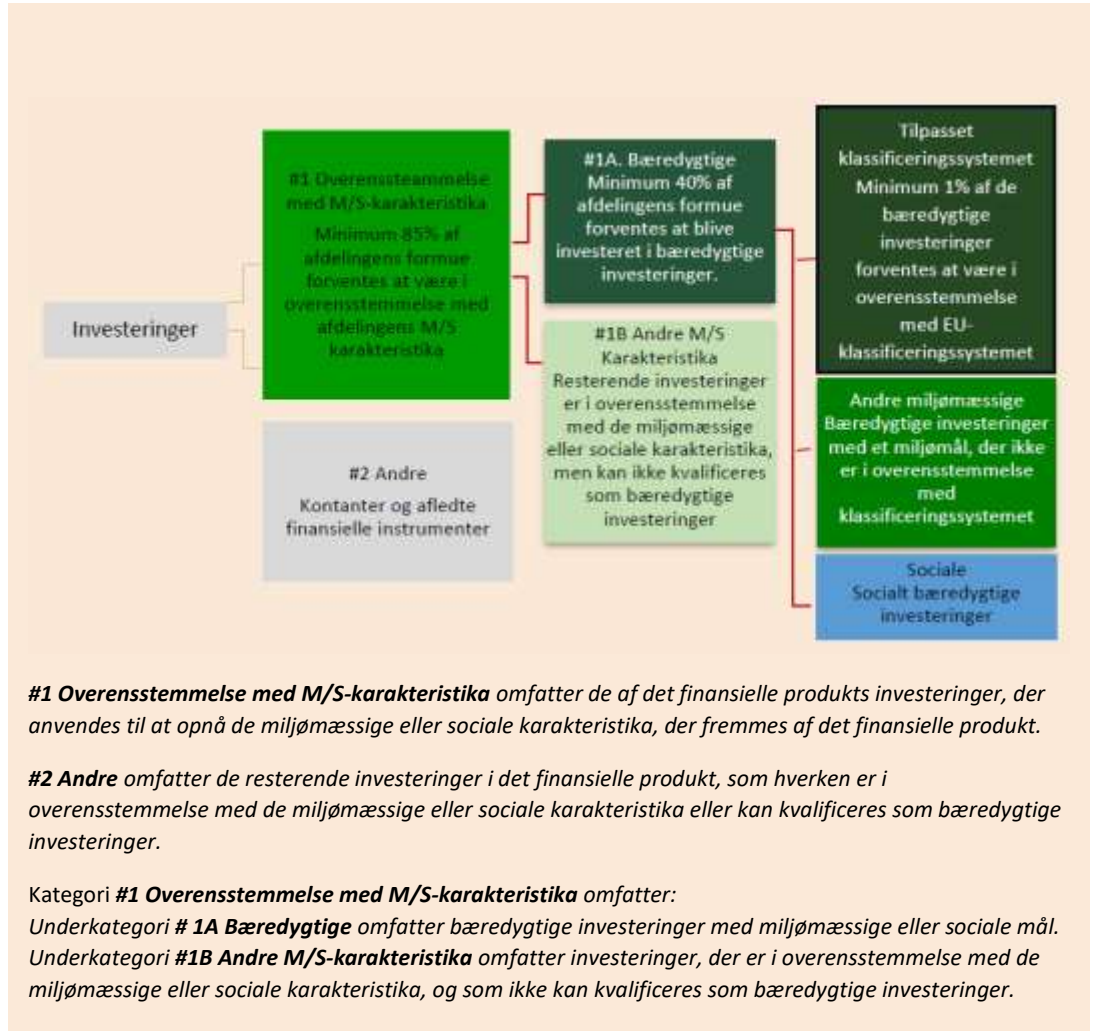 Investeringer
#1 Overenssteammelse
med M/S-karakteristika
Minimum 85% af
afdelingens formue
forventes at være i
overensstemmelse med
afdelingens M/S
karakteristika
#2 Andre
Kontanter og afledte
finansielle instrumenter
#1A. Bæredygtige
Minimum 40% af
afdelingens formue
forventes at blive
investeret i bæredygtige
investeringer.
#1B Andre M/S
Karakteristika
Resterende investeringer
er i overensstemmelse
med de miljømæssige
eller sociale karakteristika,
men kan ikke kvalificeres
som bæredygtige
investeringer
Tilpasset
klassificeringssystemet
Minimum 1% af de
bæredygtige
investeringer
forventes at være i
overensstemmelse
med EU-
klassificeringssystemet
Andre miljømæssige
Bæredygtige investeringer
med et miljømål, der ikke
er i overensstemmelse
med
klassificeringssystemet
Sociale
Socialt bæredygtige
investeringer
#1 Overensstemmelse med M/S-karakteristika omfatter de af det finansielle produkts investeringer, der
anvendes til at opnå de miljømæssige eller sociale karakteristika, der fremmes af det finansielle produkt.
#2 Andre omfatter de resterende investeringer i det finansielle produkt, som hverken er i
overensstemmelse med de miljømæssige eller sociale karakteristika eller kan kvalificeres som bæredygtige
investeringer.
Kategori #1 Overensstemmelse med M/S-karakteristika omfatter:
Underkategori # 1A Bæredygtige omfatter bæredygtige investeringer med miljømæssige eller sociale mål.
Underkategori #1B Andre M/S-karakteristika omfatter investeringer, der er i overensstemmelse med de
miljømæssige eller sociale karakteristika, og som ikke kan kvalificeres som bæredygtige investeringer.